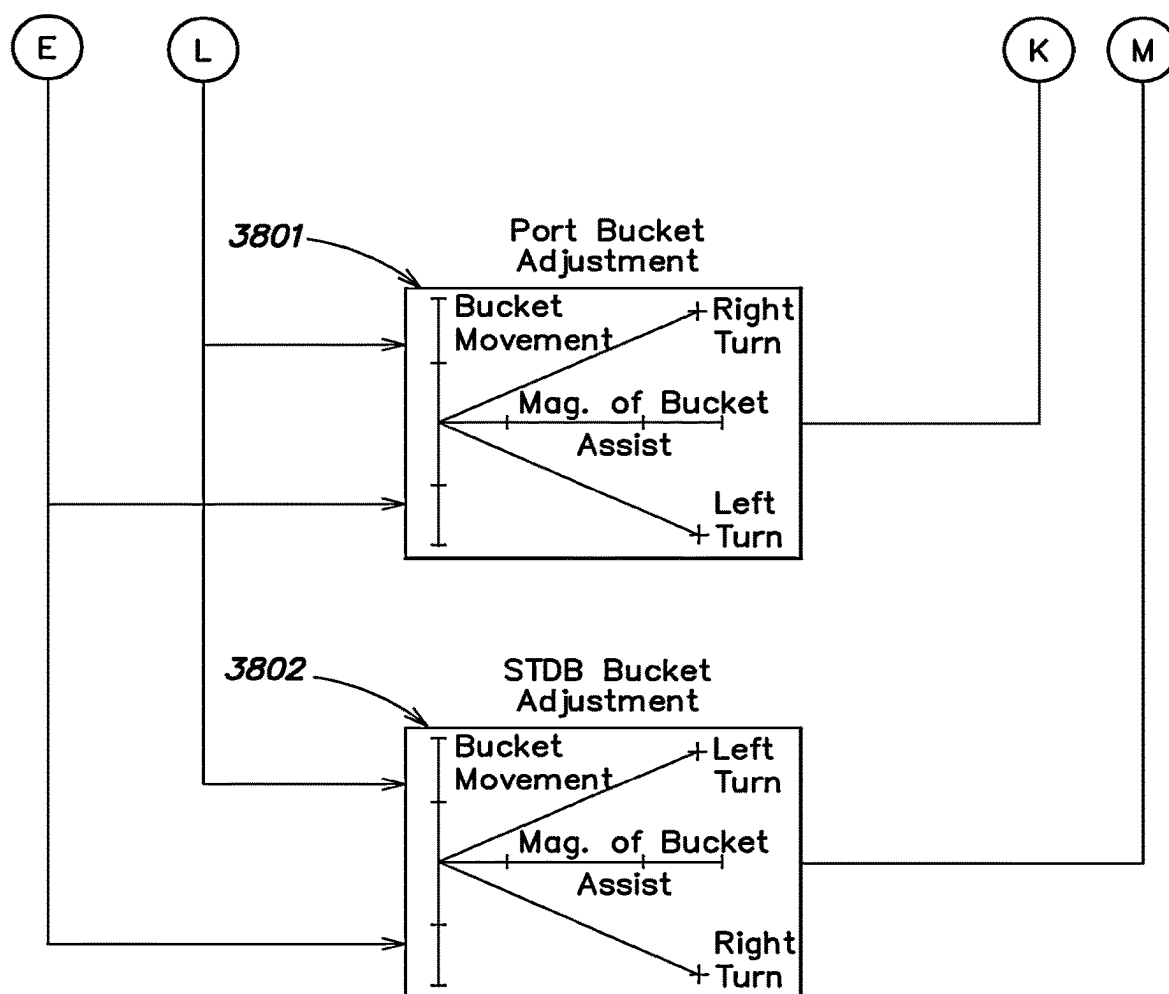 E
L
K
M
3801
Port Bucket
Adjustment
Bucket
Movement
Right
Turn
Mag. of Bucket
Assist
Left
Turn
3802
STDB Bucket
Adjustment
Bucket
Movement
Left
Turn
Mag. of Bucket
Assist
Right
Turn